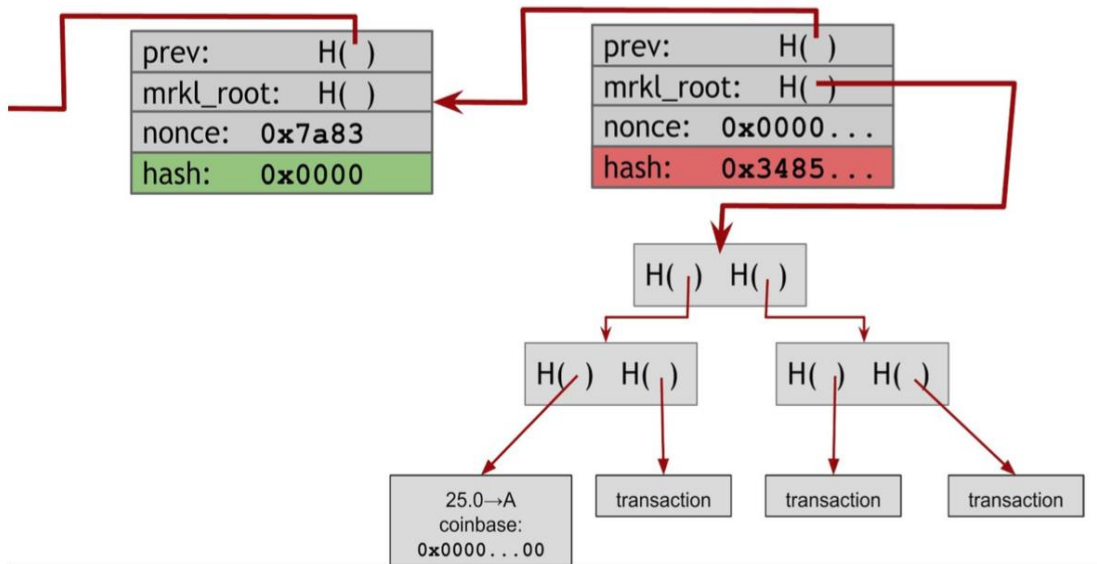 prev: H( )
mrkl_root: H( )
nonce: 0x7a83
hash: 0x0000
prev: H( )
mrkl_root: H( )
nonce: 0x0000...
hash: 0x3485...
H( ) H( )
H( ) H( )
H( ) H( )
25.0→A
coinbase:
0x0000...00
transaction
transaction
transaction